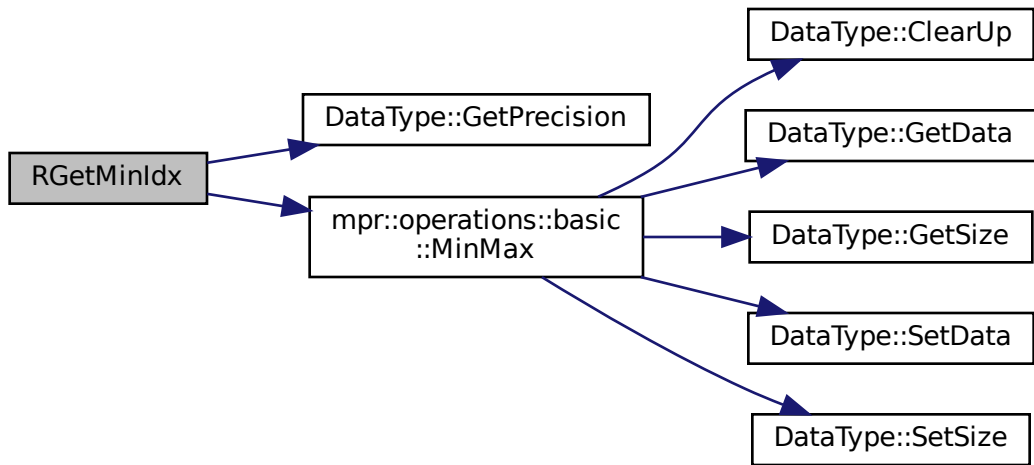 RGetMinIdx
DataType::GetPrecision
mpr::operations::basic
::MinMax
DataType::ClearUp
DataType::GetData
DataType::GetSize
DataType::SetData
DataType::SetSize